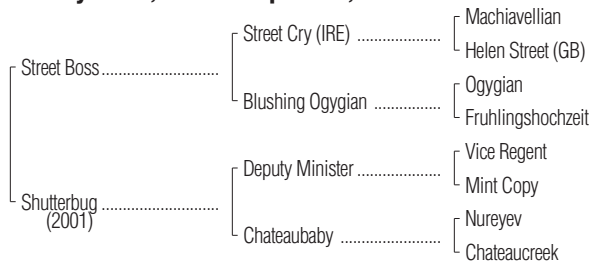 Machiavellian
Street Cry (IRE) ..................
Helen Street (GB)
Street Boss .........................
Ogygian
Blushing Ogygian ...............
Fruhlingshochzeit
Vice Regent
Deputy Minister ..................
Mint Copy
Shutterbug .........................
(2001)
Nureyev
Chateaubaby ......................
Chateaucreek